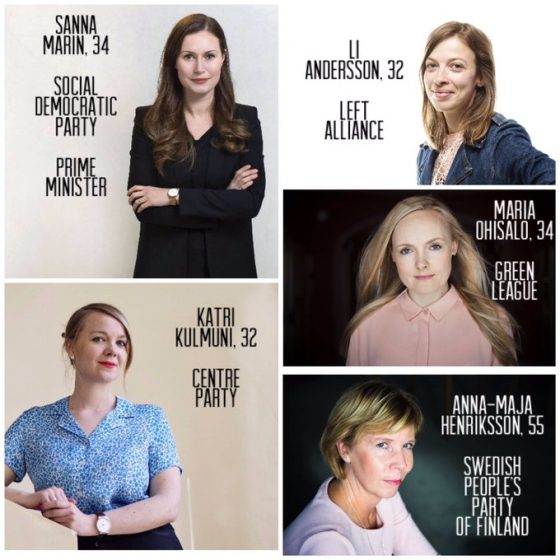 SANNA
MARIN, 34
SOCIAL
DEMOCRATIC
PARTY
PRIME
MINISTER
LI
ANDERSSON, 32
LEFT
ALLIANCE
MARIA
OHISALO, 34
GREEN
LEAGUE
KATRI
KULMUNI, 32
CENTRE
PARTY
ANNA-MAJA
HENRIKSSON, 55
SWEDISH
PEOPLE'S
PARTY
OF FINLAND